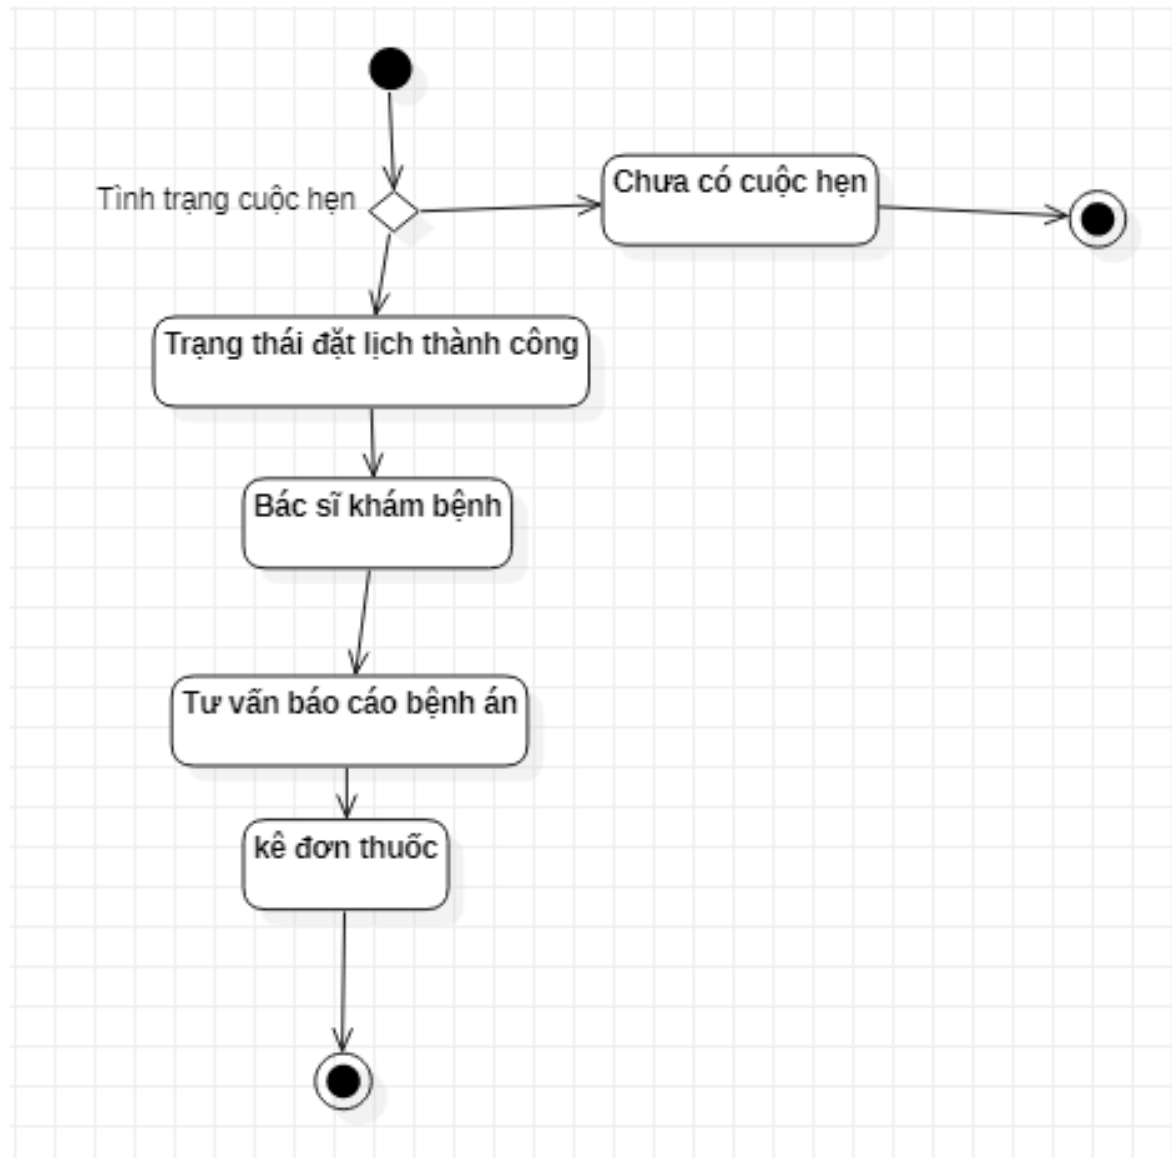 Tình trạng cuộc hẹn
Chưa có cuộc hẹn
Trạng thái đặt lịch thành công
Bác sĩ khám bệnh
Tư vấn báo cáo bệnh án
kê đơn thuốc